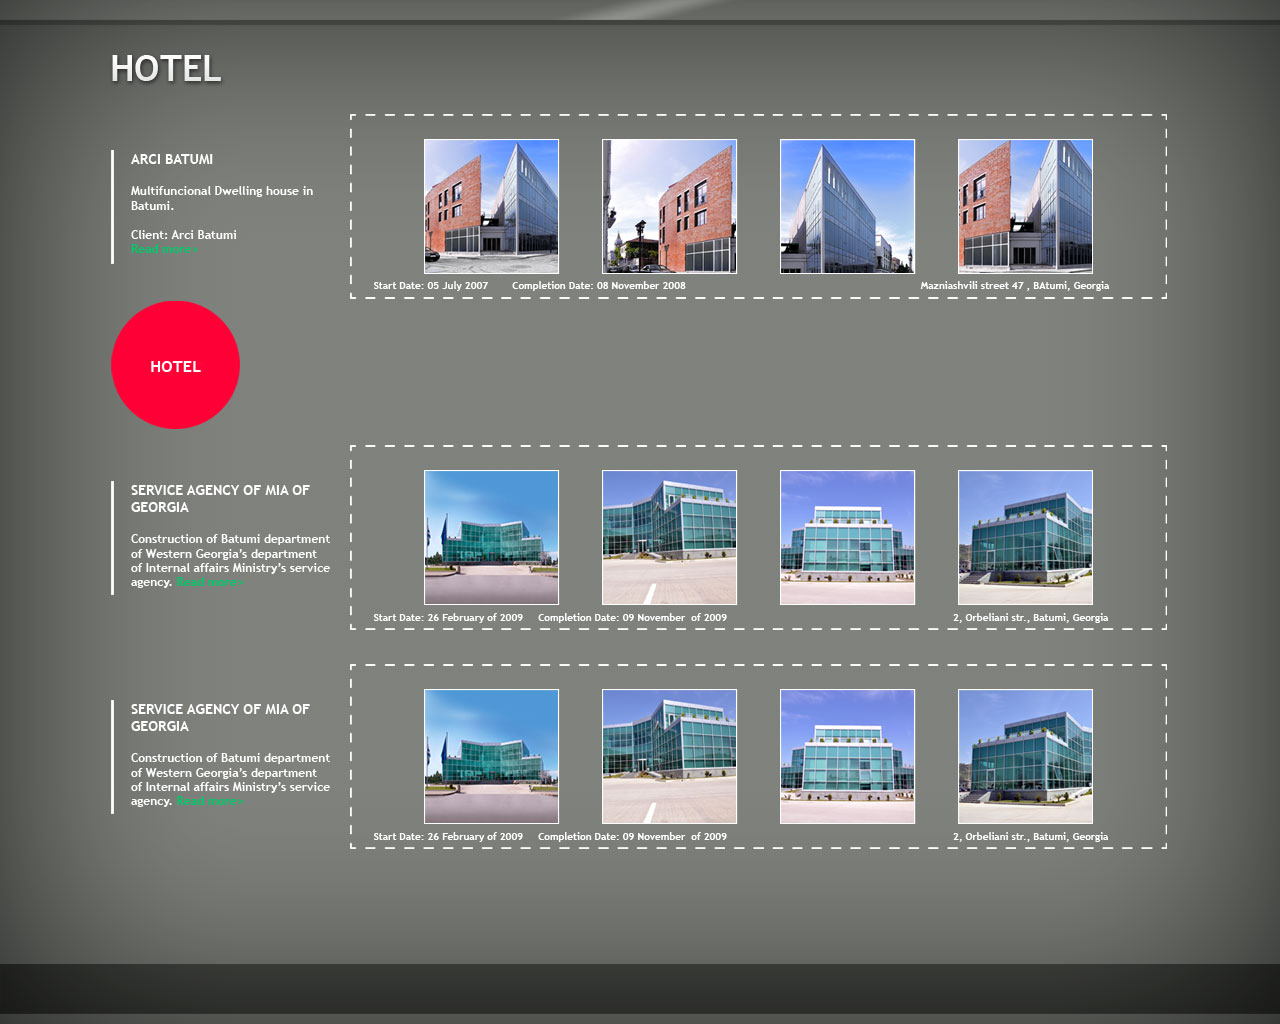 HOTEL
ARCI BATUMI
Multifuncional Dwelling house in
Batumi.
Client: Arci Batumi
Read more>
Start Date: 05 July 2007 Completion Date: 08 November 2008 Mazniashvili street 47 , BAtumi, Georgia
HOTEL
SERVICE AGENCY OF MIA OF
GEORGIA
Construction of Batumi department
of Western Georgia’s department
of Internal affairs Ministry’s service
agency. Read more>
Start Date: 26 February of 2009 Completion Date: 09 November of 2009 2, Orbeliani str., Batumi, Georgia
SERVICE AGENCY OF MIA OF
GEORGIA
Construction of Batumi department
of Western Georgia’s department
of Internal affairs Ministry’s service
agency. Read more>
Start Date: 26 February of 2009 Completion Date: 09 November of 2009 2, Orbeliani str., Batumi, Georgia